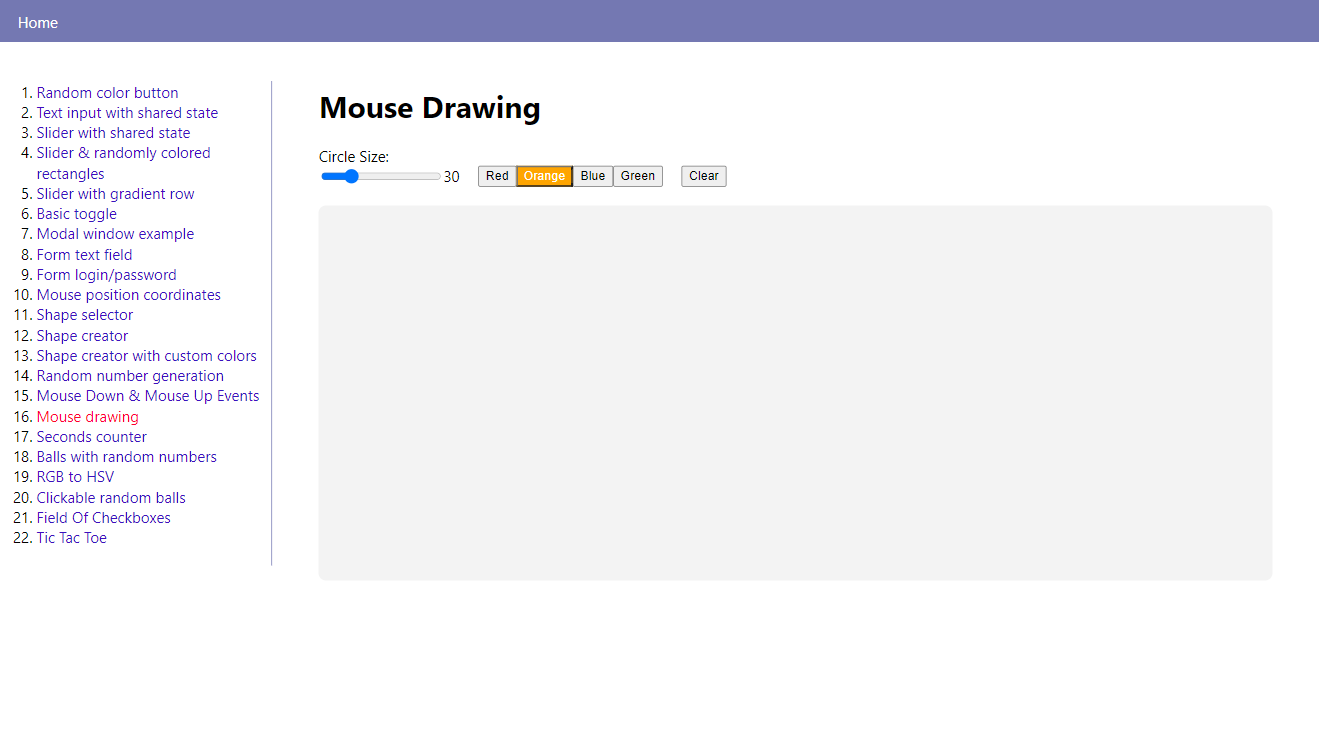 Home
1. Random color button
2. Text input with shared state
3. Slider with shared state
4. Slider & randomly colored
rectangles
5. Slider with gradient row
6. Basic toggle
7. Modal window example
8. Form text field
9. Form login/password
10. Mouse position coordinates
11. Shape selector
12. Shape creator
13. Shape creator with custom colors
14. Random number generation
15. Mouse Down & Mouse Up Events
16. Mouse drawing
17. Seconds counter
18. Balls with random numbers
19. RGB to HSV
20. Clickable random balls
21. Field Of Checkboxes
22. Tic Tac Toe
Mouse Drawing
Circle Size:
30 Red Orange Blue Green Clear